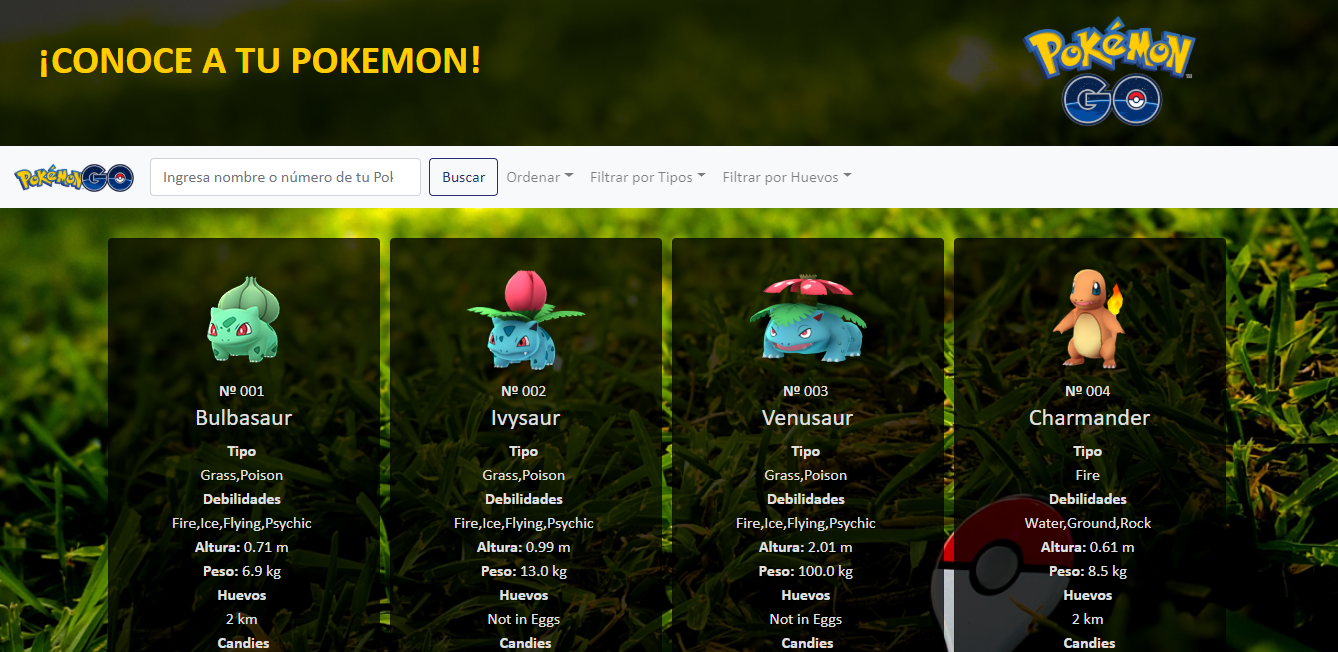 ¡CONOCE A TU POKEMON!
POKéMON
GO
TM
POKéMON GO
Ingresa nombre o número de tu Pok
Buscar
Ordenar
Filtrar por Tipos
Filtrar por Huevos
Nº 001
Bulbasaur
Tipo
Grass,Poison
Debilidades
Fire,Ice,Flying,Psychic
Altura: 0.71 m
Peso: 6.9 kg
Huevos
2 km
Candies
Nº 002
Ivysaur
Tipo
Grass,Poison
Debilidades
Fire,Ice,Flying,Psychic
Altura: 0.99 m
Peso: 13.0 kg
Huevos
Not in Eggs
Candies
Nº 003
Venusaur
Tipo
Grass,Poison
Debilidades
Fire,Ice,Flying,Psychic
Altura: 2.01 m
Peso: 100.0 kg
Huevos
Not in Eggs
Candies
Nº 004
Charmander
Tipo
Fire
Debilidades
Water,Ground,Rock
Altura: 0.61 m
Peso: 8.5 kg
Huevos
2 km
Candies